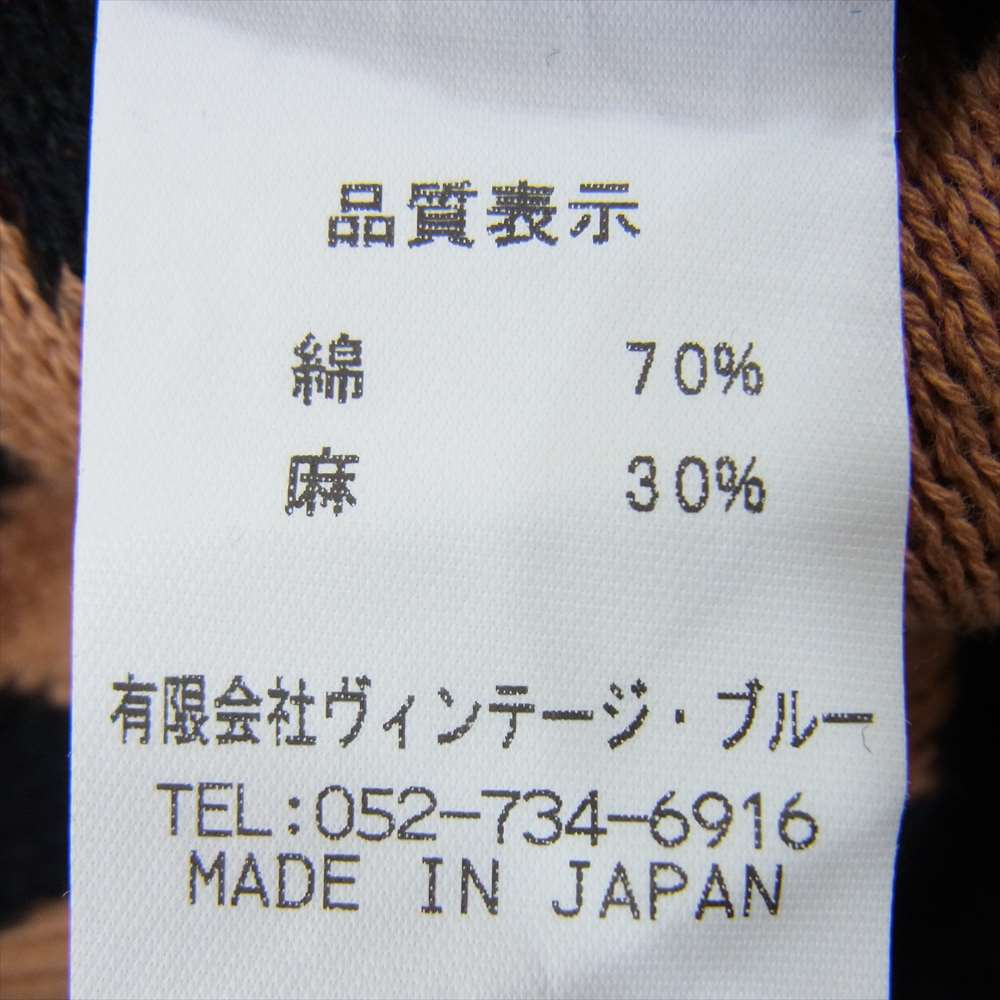 品質表示
綿 70%
麻 30%
有限会社ヴィンテージ・ブルー
TEL:052-734-6916
MADE IN JAPAN